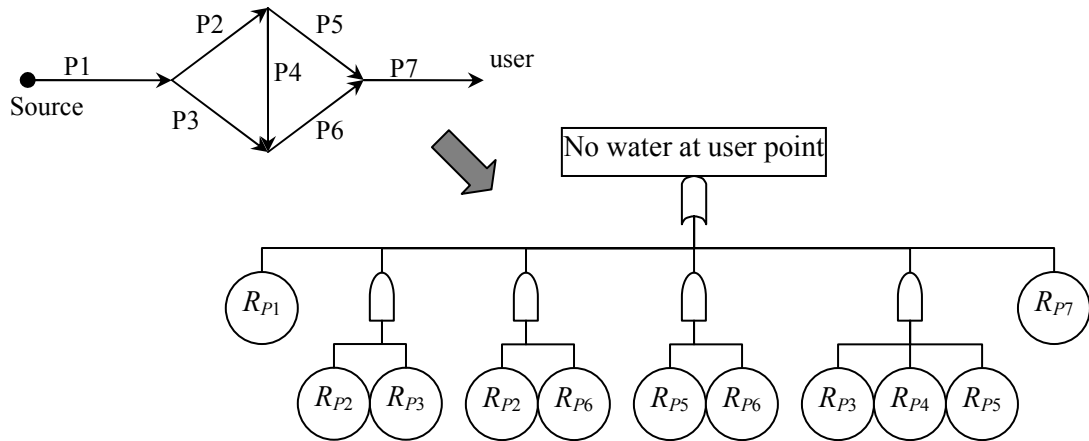 P2
P5
P1
P4
P7
user
Source
P3
P6
No water at user point
RP1
RP7
RP2 RP3 RP2 RP6 RP5 RP6 RP3 RP4 RP5